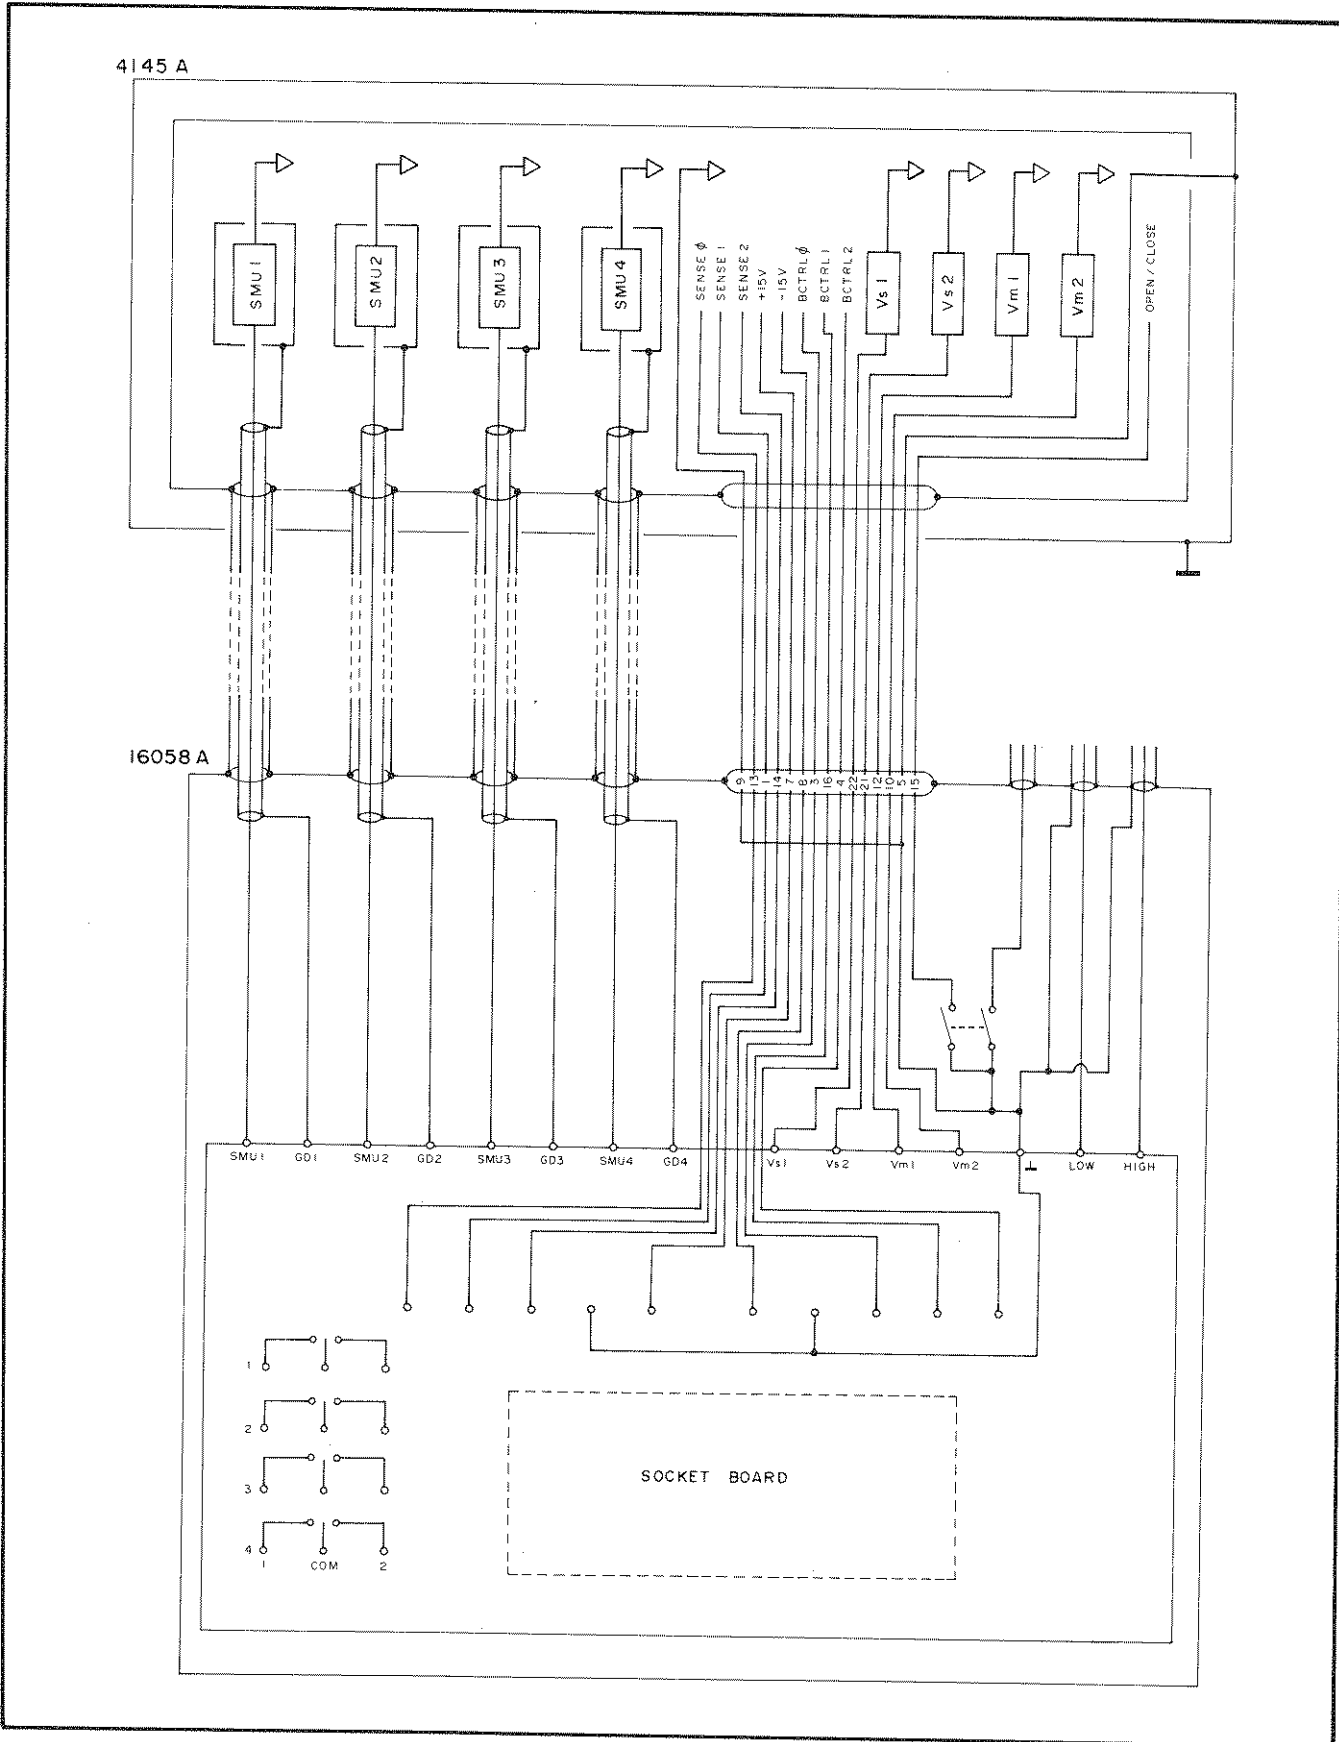 4145 A
SMU 1
SMU 2
SMU 3
SMU 4
SENSE ϕ
SENSE 1
SENSE 2
+15V
-15V
BCTRL ϕ
BCTRL 1
BCTRL 2
Vs 1
Vs 2
Vm 1
Vm 2
OPEN / CLOSE
16058 A
9 13 1 14 7 8 3 16 4 22 21 12 10 5 15
SMU1 GD1 SMU2 GD2 SMU3 GD3 SMU4 GD4 Vs1 Vs2 Vm1 Vm2 LOW HIGH
1
2
3
4
1 COM 2
SOCKET BOARD